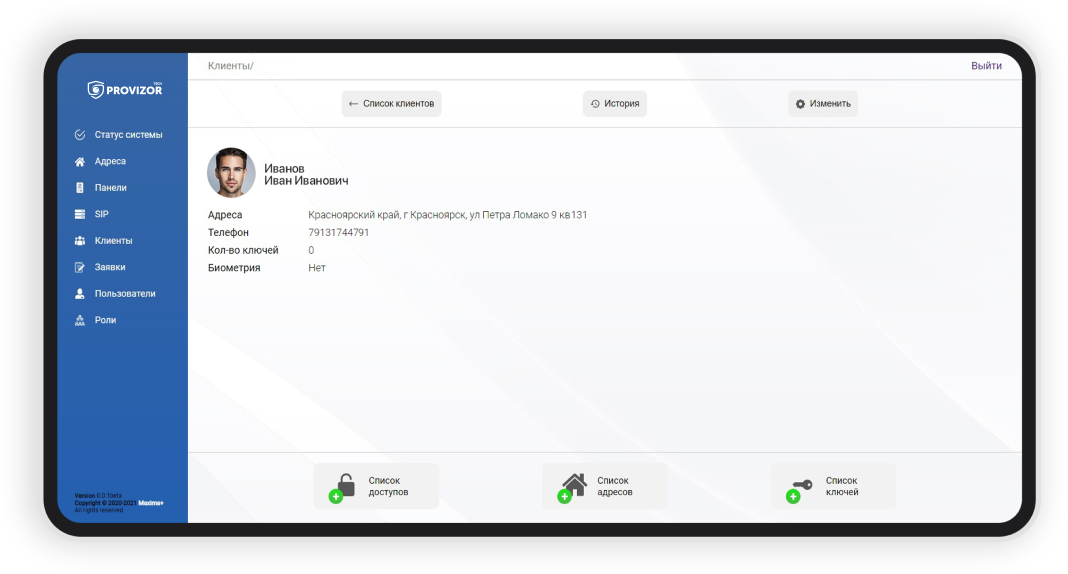 PROVIZOR TECH
Статус системы
Адреса
Панели
SIP
Клиенты
Заявки
Пользователи
Роли
Version 0.0.1beta
Copyright © 2020-2021 Maxima+
All rights reserved.
Клиенты/
Выйти
← Список клиентов
История
Изменить
Иванов
Иван Иванович
Адреса Красноярский край, г Красноярск, ул Петра Ломако 9 кв131
Телефон 79131744791
Кол-во ключей 0
Биометрия Нет
Список
доступов
Список
адресов
Список
ключей